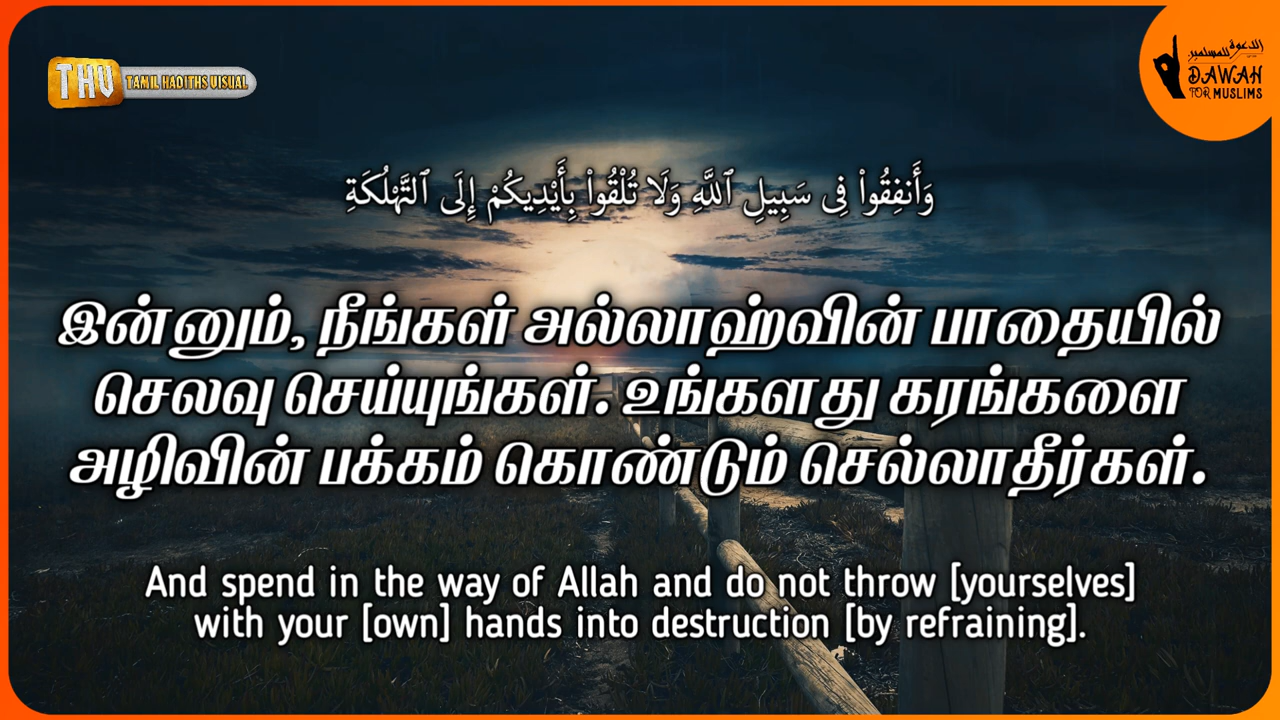 THV TAMIL HADITHS VISUAL
الدعوة للمسلمين
DAWAH
FOR MUSLIMS
وَأَنفِقُوا۟ فِى سَبِيلِ ٱللَّهِ وَلَا تُلْقُوا۟ بِأَيْدِيكُمْ إِلَى ٱلتَّهْلُكَةِ
இன்னும், நீங்கள் அல்லாஹ்வின் பாதையில்
செலவு செய்யுங்கள். உங்களது கரங்களை
அழிவின் பக்கம் கொண்டும் செல்லாதீர்கள்.
And spend in the way of Allah and do not throw [yourselves]
with your [own] hands into destruction [by refraining].